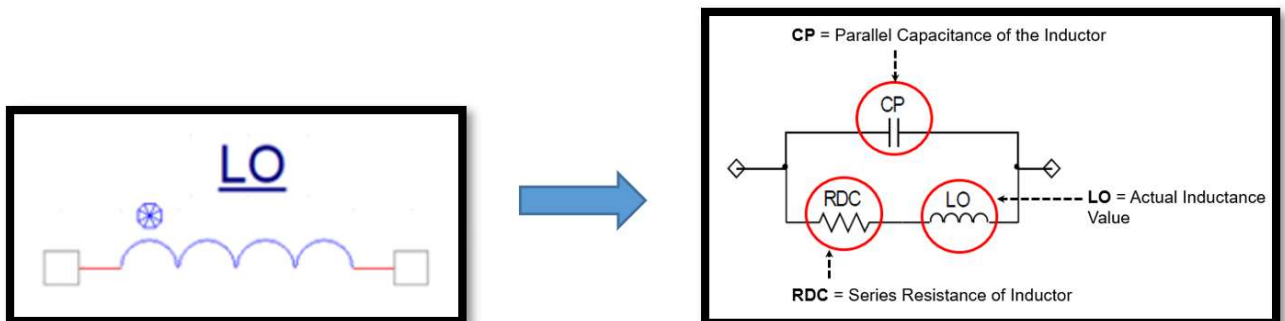 LO
CP = Parallel Capacitance of the Inductor
CP
RDC
LO
LO = Actual Inductance
Value
RDC = Series Resistance of Inductor